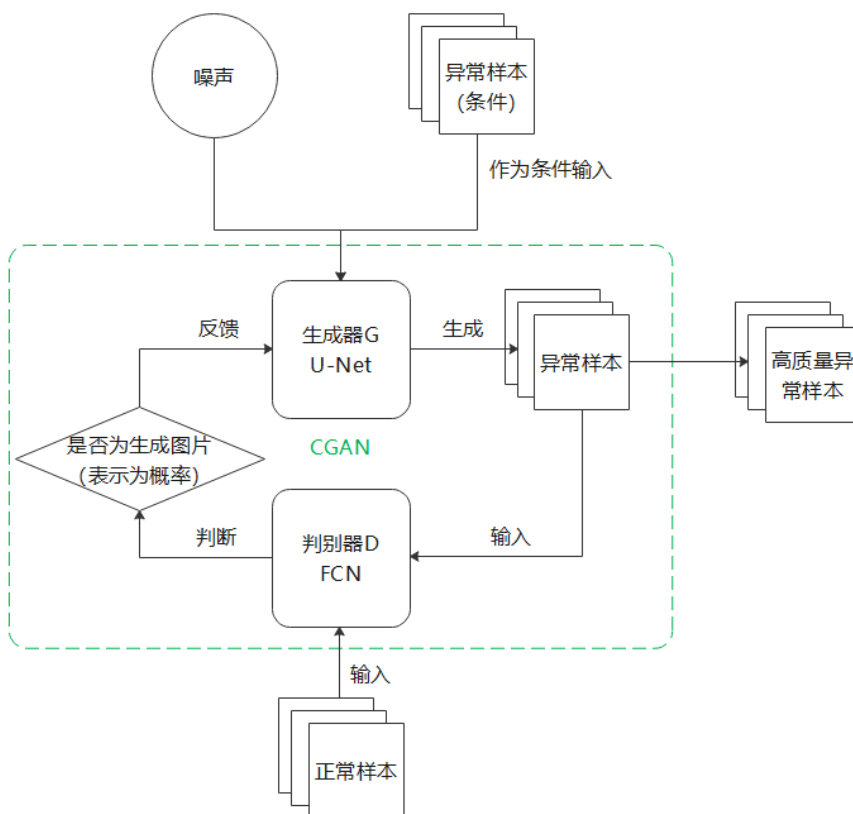 噪声
异常样本
(条件)
作为条件输入
反馈
生成器G
U-Net
生成
异常样本
高质量异
常样本
是否为生成图片
(表示为概率)
CGAN
判断
判别器D
FCN
输入
输入
正常样本